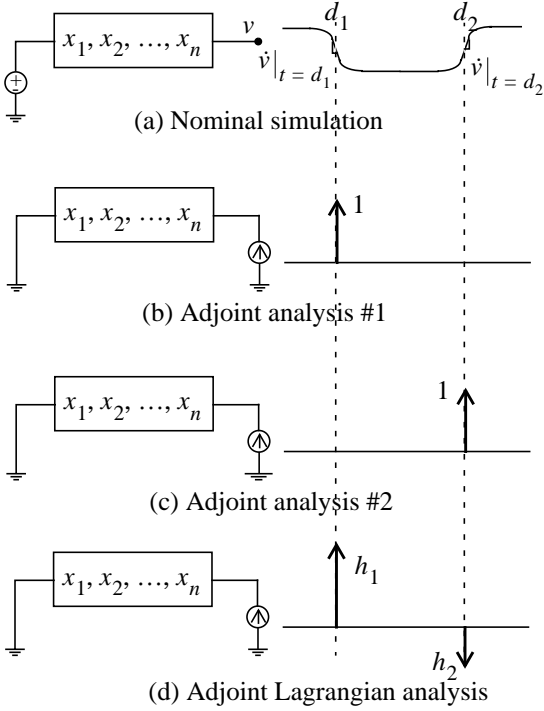 x₁, x₂, …, xₙ
v
d₁
d₂
v̇|ₜ ₌ d₁
v̇|ₜ ₌ d₂
(a) Nominal simulation
x₁, x₂, …, xₙ
1
(b) Adjoint analysis #1
x₁, x₂, …, xₙ
1
(c) Adjoint analysis #2
x₁, x₂, …, xₙ
h₁
h₂
(d) Adjoint Lagrangian analysis